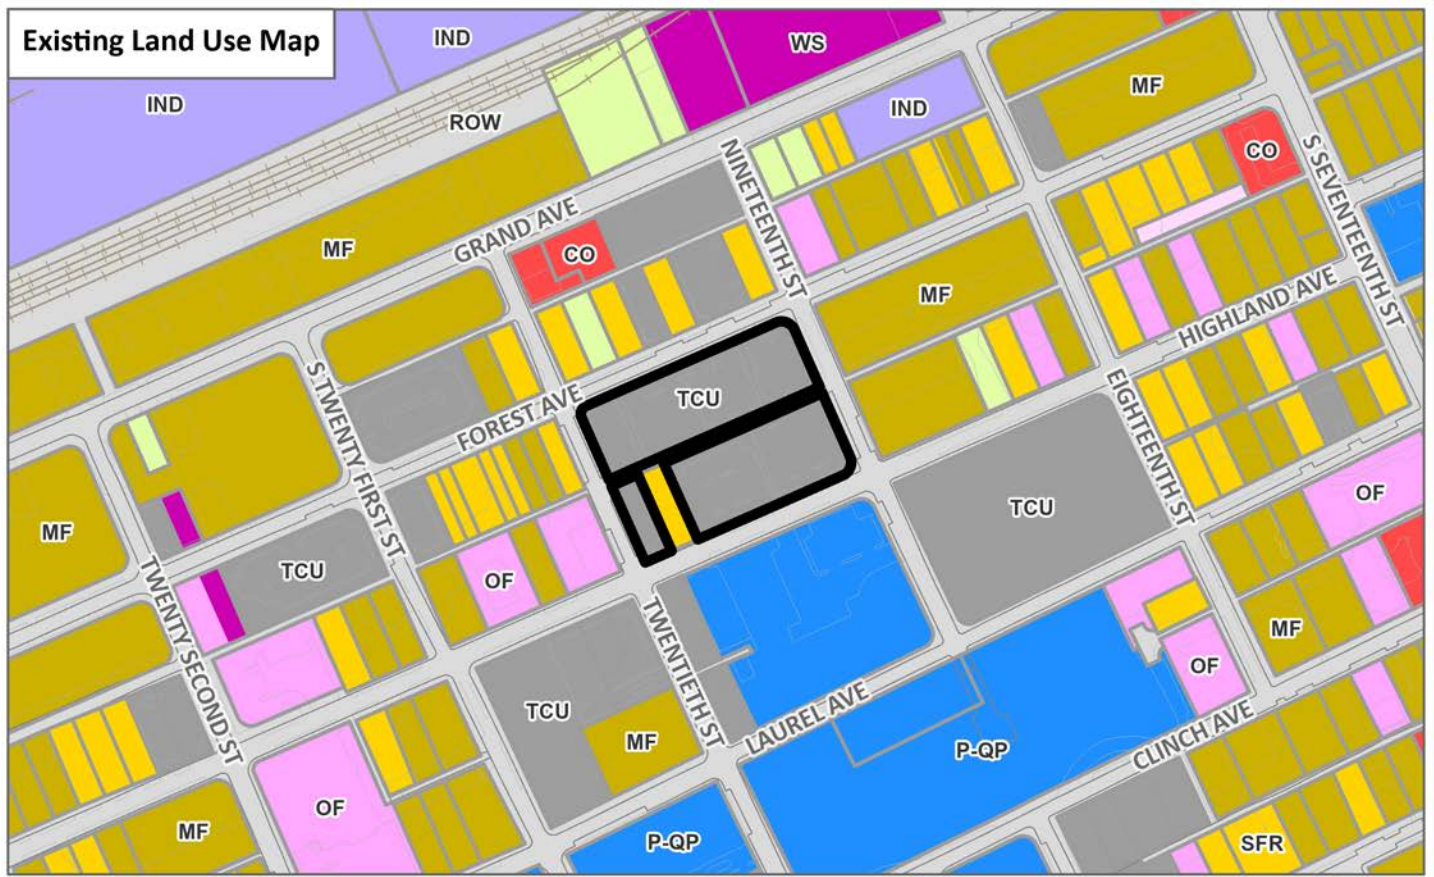 Existing Land Use Map
IND
WS
IND
ROW
MF
IND
CO
NINETEENTH ST
S SEVENTEENTH ST
GRAND AVE
MF
CO
MF
HIGHLAND AVE
S TWENTY FIRST ST
FOREST AVE
TCU
EIGHTEENTH ST
OF
TCU
MF
TWENTY SECOND ST
TCU
OF
TWENTIETH ST
MF
OF
TCU
MF
LAUREL AVE
P-QP
CLINCH AVE
OF
MF
P-QP
SFR